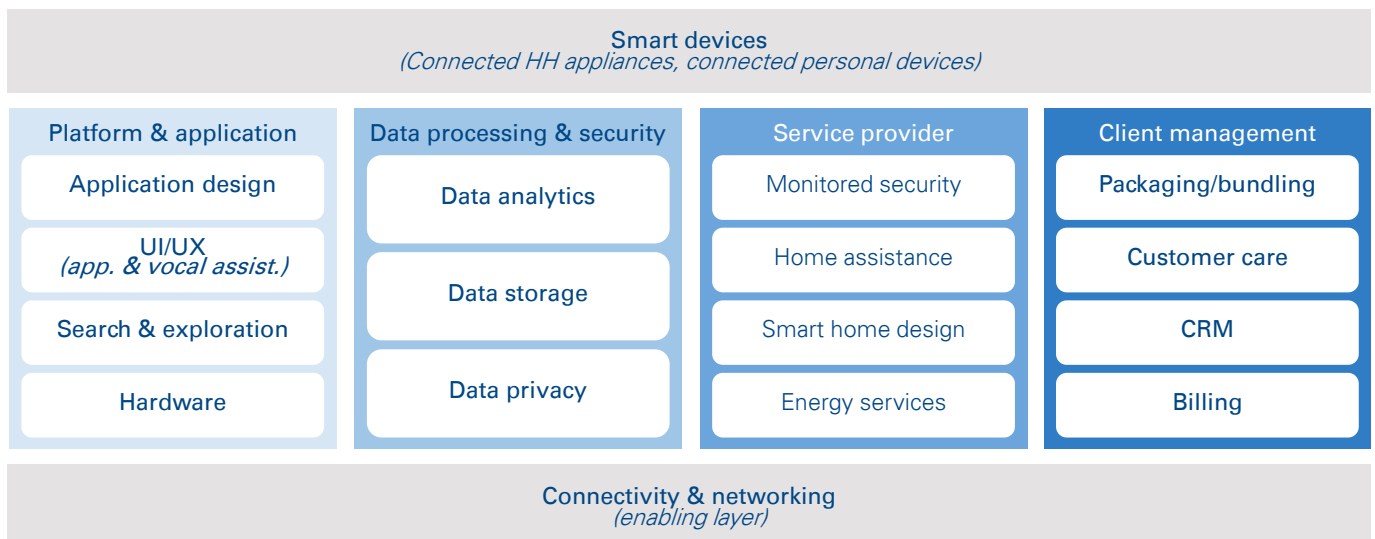 Smart devices
(Connected HH appliances, connected personal devices)
Platform & application
Application design
UI/UX
(app. & vocal assist.)
Search & exploration
Hardware
Data processing & security
Data analytics
Data storage
Data privacy
Service provider
Monitored security
Home assistance
Smart home design
Energy services
Client management
Packaging/bundling
Customer care
CRM
Billing
Connectivity & networking
(enabling layer)